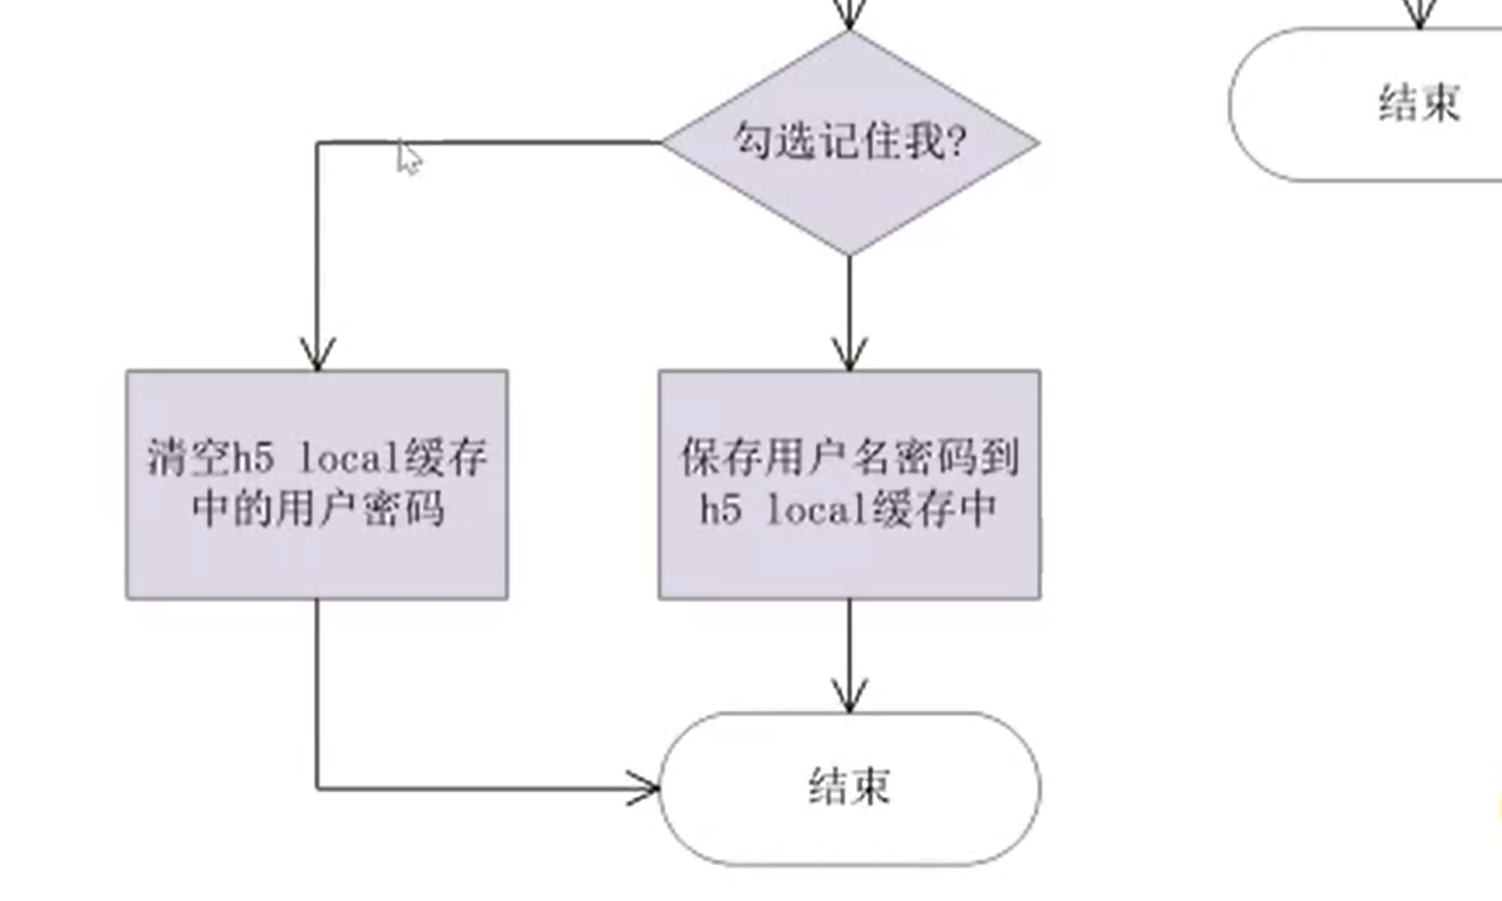 结束
勾选记住我?
清空h5 local缓存
中的用户密码
保存用户名密码到
h5 local缓存中
结束